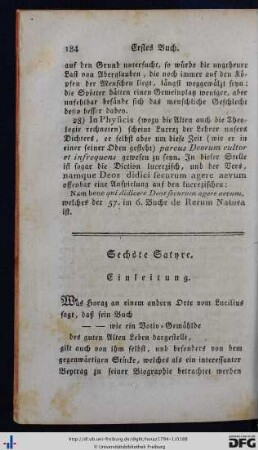 184 Erstes Buch.
auf den Grund untersucht, so würde die ungeheure
Last von Aberglauben, die noch immer auf den Kö-
pfen der Menschen liegt, längst weggewälzt seyn:
die Spötter hätten einen Gemeinplaz weniger, aber
unfehlbar befände sich das menschliche Geschlecht
desto besser dabey.
28) In Physicis (wozu die Alten auch die Theo-
logie rechneten) scheint Lucrez der Lehrer unsers
Dichters, er selbst aber um diese Zeit (wie er in
einer seiner Oden gesteht) parcus Deorum cultor
et infrequens gewesen zu seyn. In dieser Stelle
ist sogar die Diction lucrezisch, und der Vers,
namque Deos didici securum agere aevum
offenbar eine Anspielung auf den lucrezischen:
Nam bene qui didicere Deos securum agere aevum,
welches der 57. im 6. Buche de Rerum Natura
ist.
Sechste Satyre.
Einleitung.
Was Horaz an einem andern Orte vom Lucilius
sagt, daß sein Buch
— — wie ein Votiv-Gemählde
des guten Alten Leben dargestellt,
gilt auch von ihm selbst, und besonders von dem
gegenwärtigen Stücke, welches als ein interessanter
Beytrag zu seiner Biographie betrachtet werden
© Universitätsbibliothek Freiburg
DFG